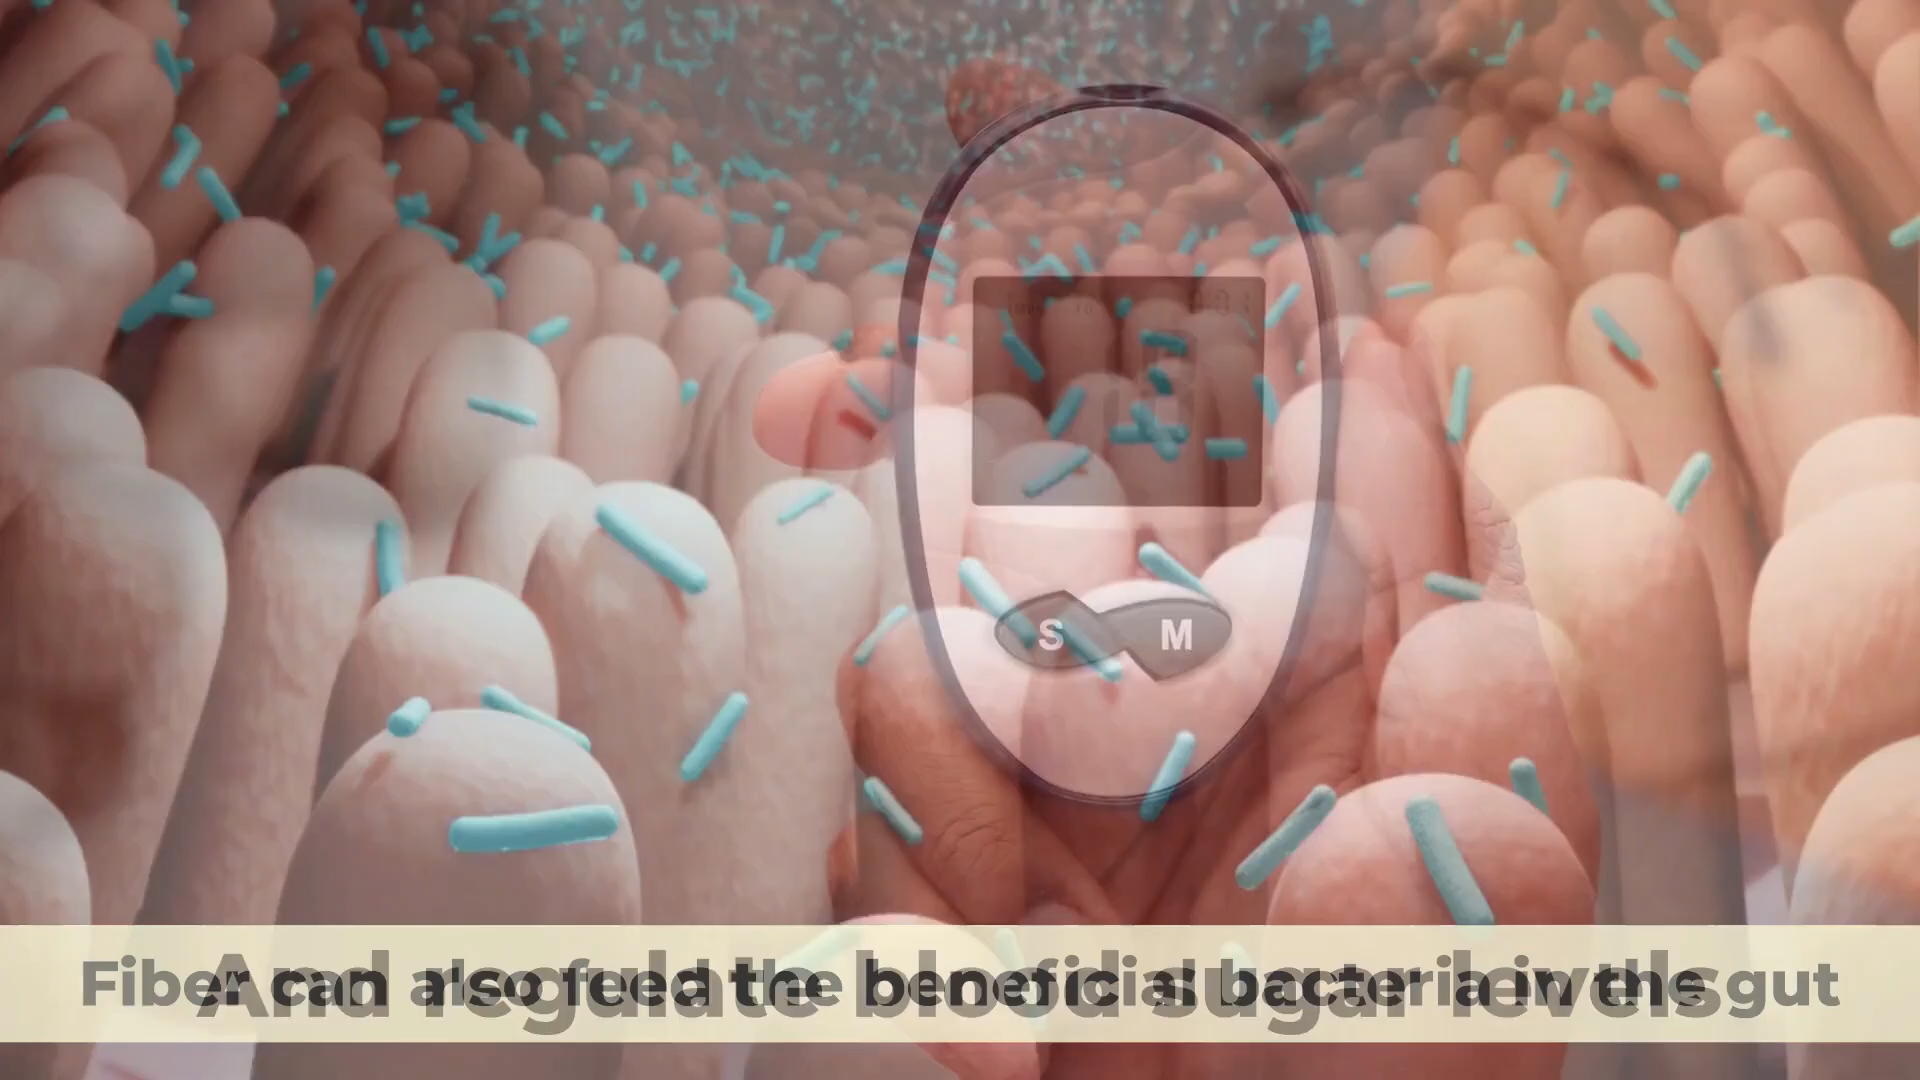 S M
And regulate blood sugar levels
Fiber can also feed the beneficial bacteria in the gut